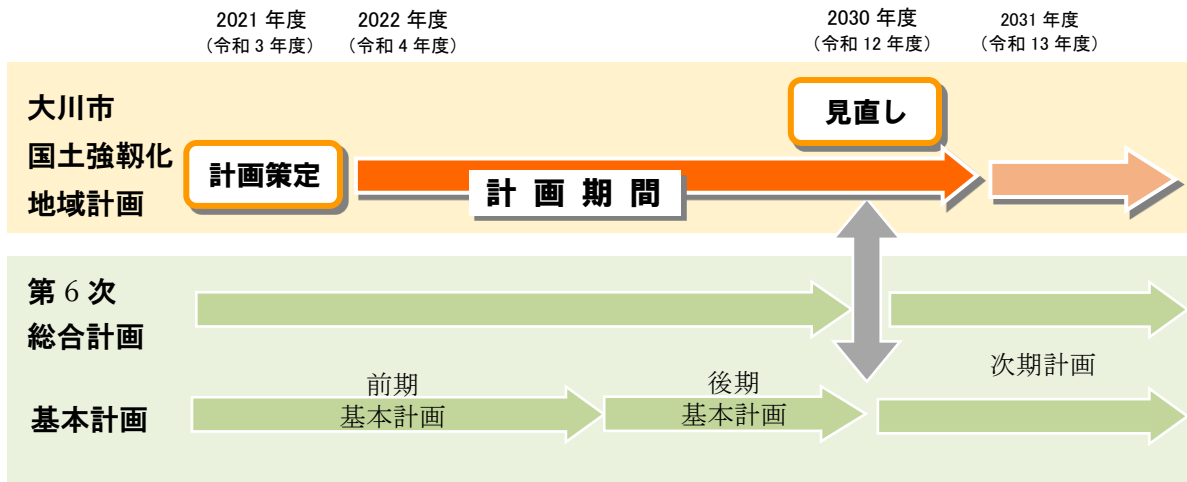 2021 年度
（令和 3 年度）
2022 年度
（令和 4 年度）
2030 年度
（令和 12 年度）
2031 年度
（令和 13 年度）
大川市
国土強靱化
地域計画
計画策定
計画期間
見直し
第 6 次
総合計画
基本計画
前期
基本計画
後期
基本計画
次期計画